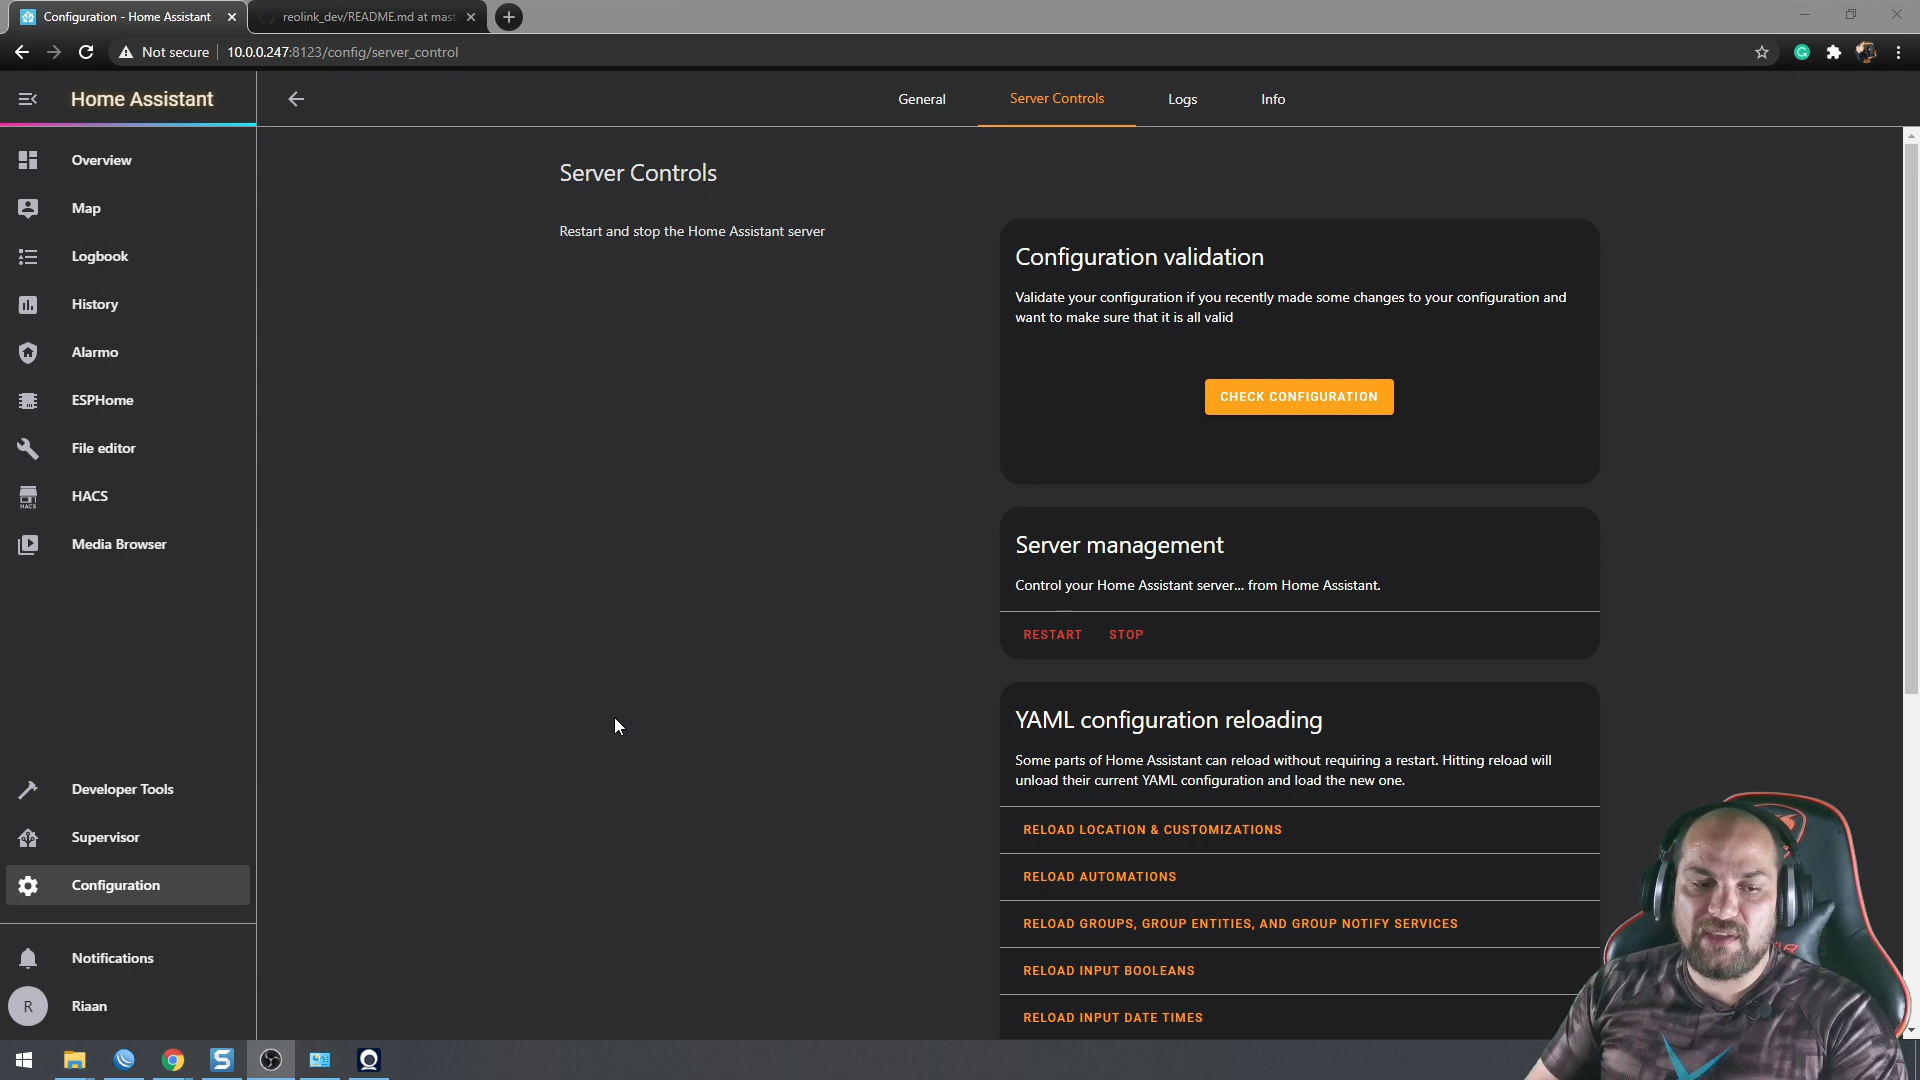 Configuration - Home Assistant
reolink_dev/README.md at mast
Not secure
10.0.0.247:8123/config/server_control
Home Assistant
General
Server Controls
Logs
Info
Overview
Map
Logbook
History
Alarmo
ESPHome
File editor
HACS
HACS
Media Browser
Developer Tools
Supervisor
Configuration
Notifications
R
Riaan
Server Controls
Restart and stop the Home Assistant server
Configuration validation
Validate your configuration if you recently made some changes to your configuration and
want to make sure that it is all valid
CHECK CONFIGURATION
Server management
Control your Home Assistant server... from Home Assistant.
RESTART
STOP
YAML configuration reloading
Some parts of Home Assistant can reload without requiring a restart. Hitting reload will
unload their current YAML configuration and load the new one.
RELOAD LOCATION & CUSTOMIZATIONS
RELOAD AUTOMATIONS
RELOAD GROUPS, GROUP ENTITIES, AND GROUP NOTIFY SERVICES
RELOAD INPUT BOOLEANS
RELOAD INPUT DATE TIMES